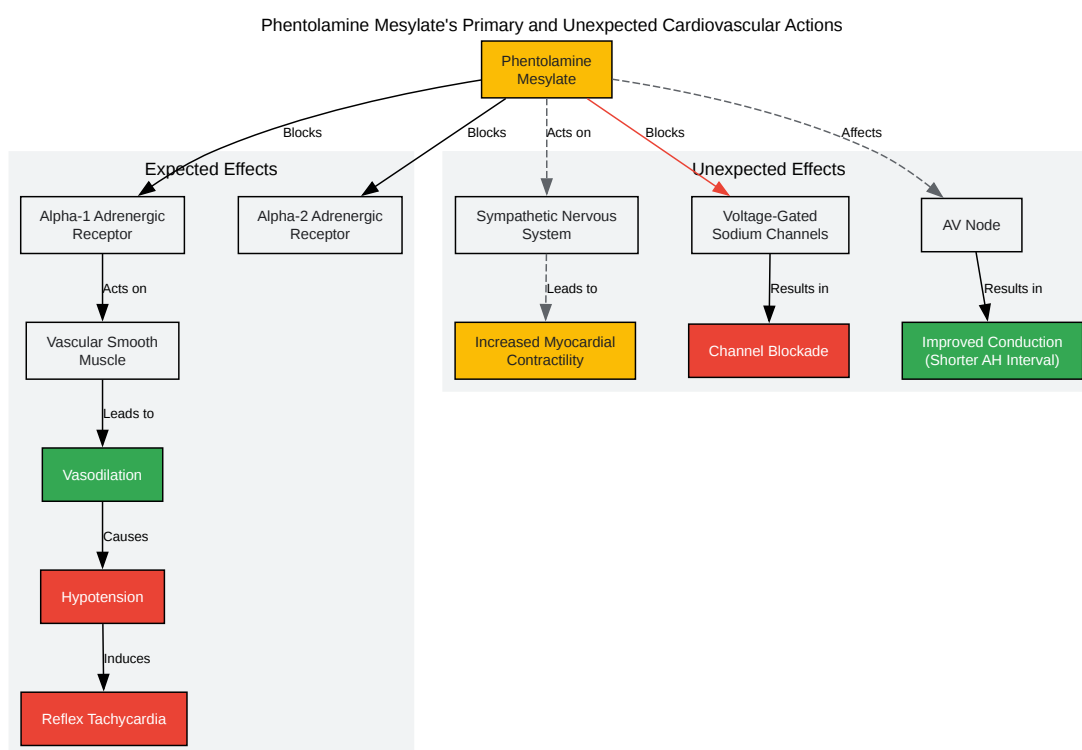 Phentolamine Mesylate's Primary and Unexpected Cardiovascular Actions
Phentolamine
Mesylate
Blocks
Blocks
Acts on
Blocks
Affects
Expected Effects
Unexpected Effects
Alpha-1 Adrenergic
Receptor
Alpha-2 Adrenergic
Receptor
Sympathetic Nervous
System
Voltage-Gated
Sodium Channels
AV Node
Acts on
Leads to
Results in
Results in
Vascular Smooth
Muscle
Increased Myocardial
Contractility
Channel Blockade
Improved Conduction
(Shorter AH Interval)
Leads to
Vasodilation
Causes
Hypotension
Induces
Reflex Tachycardia